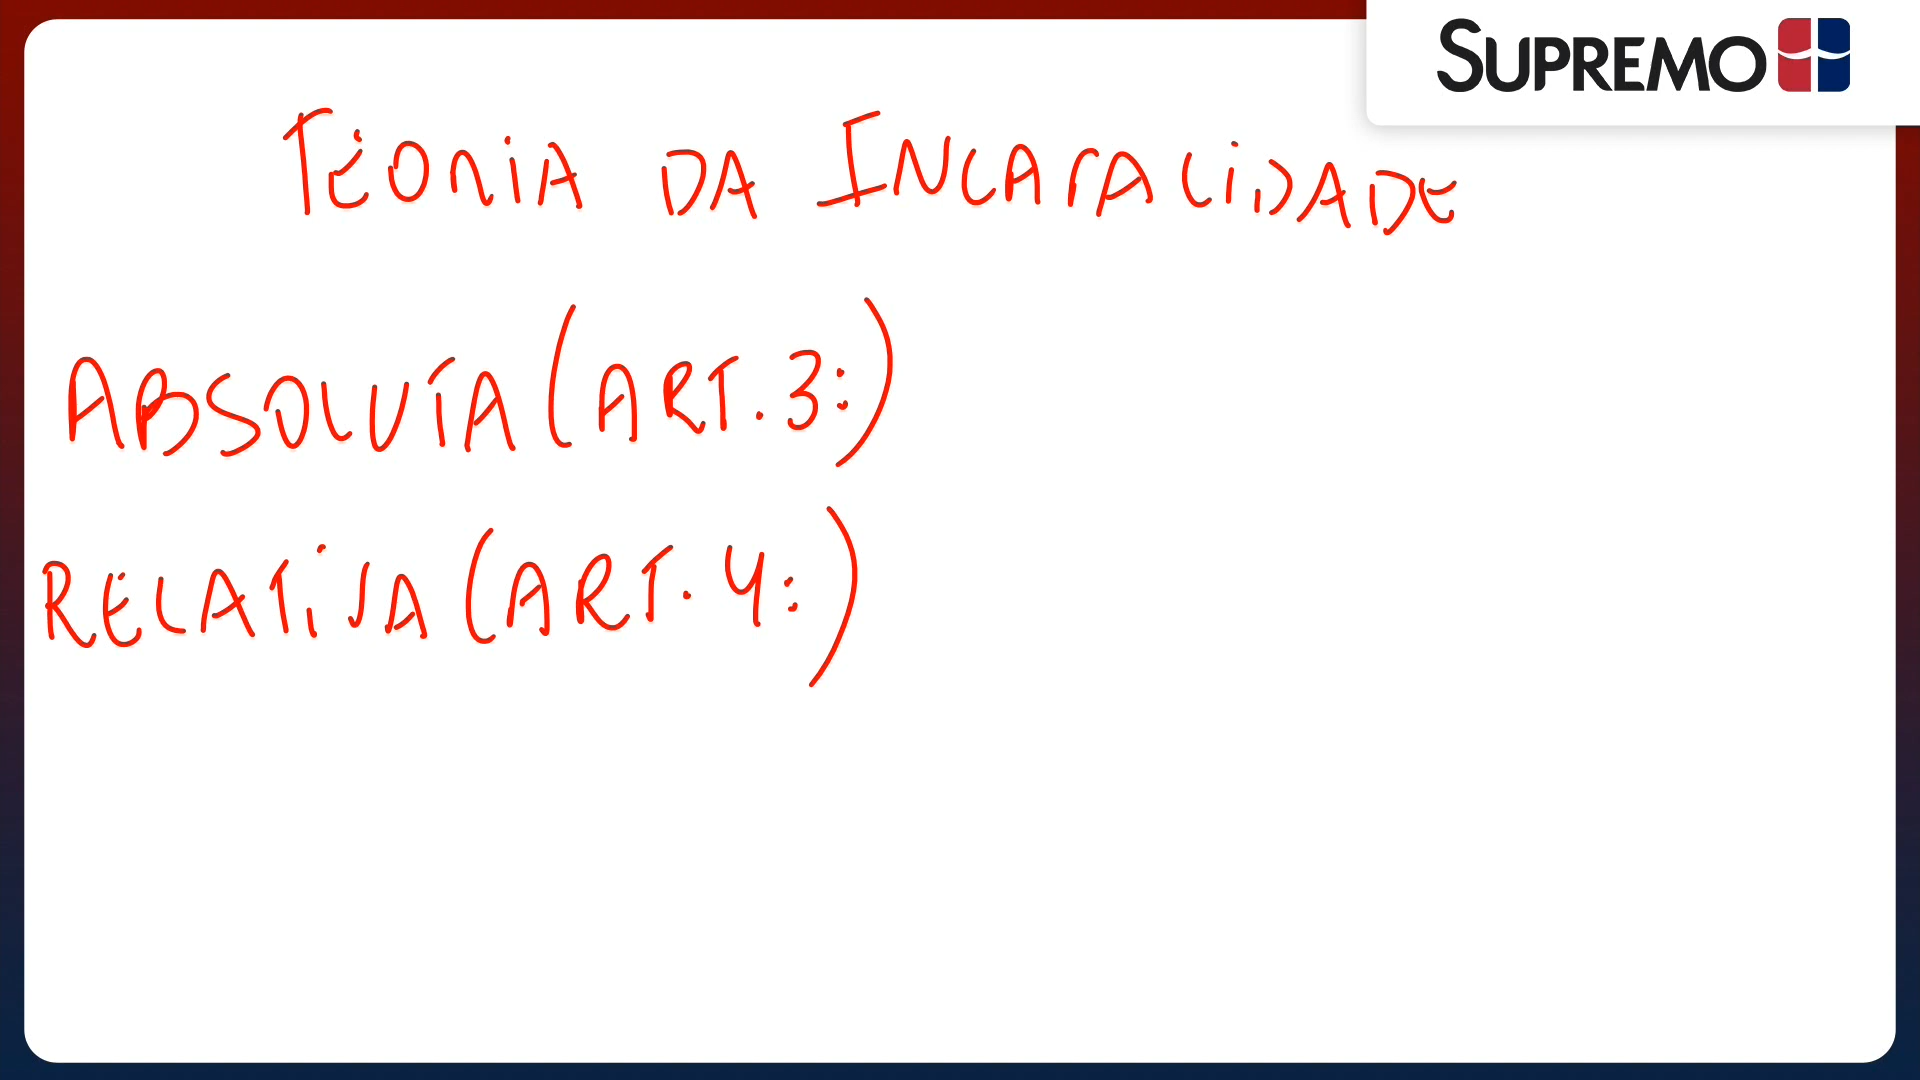 SUPREMO
TEORIA DA INCAPACIDADE
ABSOLUTA (ART. 3º)
RELATIVA (ART. 4º)